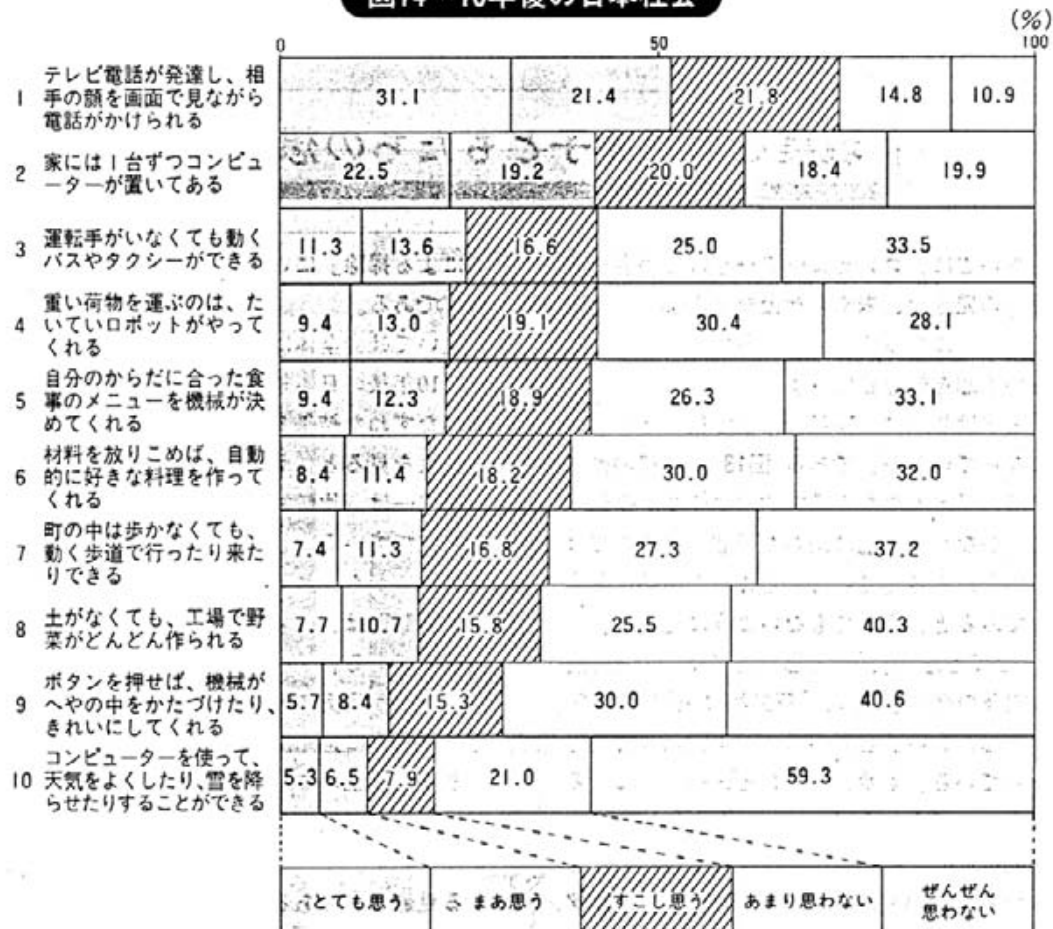 図14 10年後の日本社会
(%)
0 50 100
1 テレビ電話が発達し、相
手の顔を画面で見ながら
電話がかけられる
31.1 21.4 21.8 14.8 10.9
2 家には1台ずつコンピュ
ーターが置いてある
22.5 19.2 20.0 18.4 19.9
3 運転手がいなくても動く
バスやタクシーができる
11.3 13.6 16.6 25.0 33.5
4 重い荷物を運ぶのは、た
いていロボットがやって
くれる
9.4 13.0 19.1 30.4 28.1
5 自分のからだに合った食
事のメニューを機械が決
めてくれる
9.4 12.3 18.9 26.3 33.1
6 材料を放りこめば、自動
的に好きな料理を作って
くれる
8.4 11.4 18.2 30.0 32.0
7 町の中は歩かなくても、
動く歩道で行ったり来た
りできる
7.4 11.3 16.8 27.3 37.2
8 土がなくても、工場で野
菜がどんどん作られる
7.7 10.7 15.8 25.5 40.3
9 ボタンを押せば、機械が
へやの中をかたづけたり、
きれいにしてくれる
5.7 8.4 15.3 30.0 40.6
10 コンピューターを使って、
天気をよくしたり、雪を降
らせたりすることができる
5.3 6.5 7.9 21.0 59.3
とても思う まあ思う すこし思う あまり思わない ぜんぜん
思わない